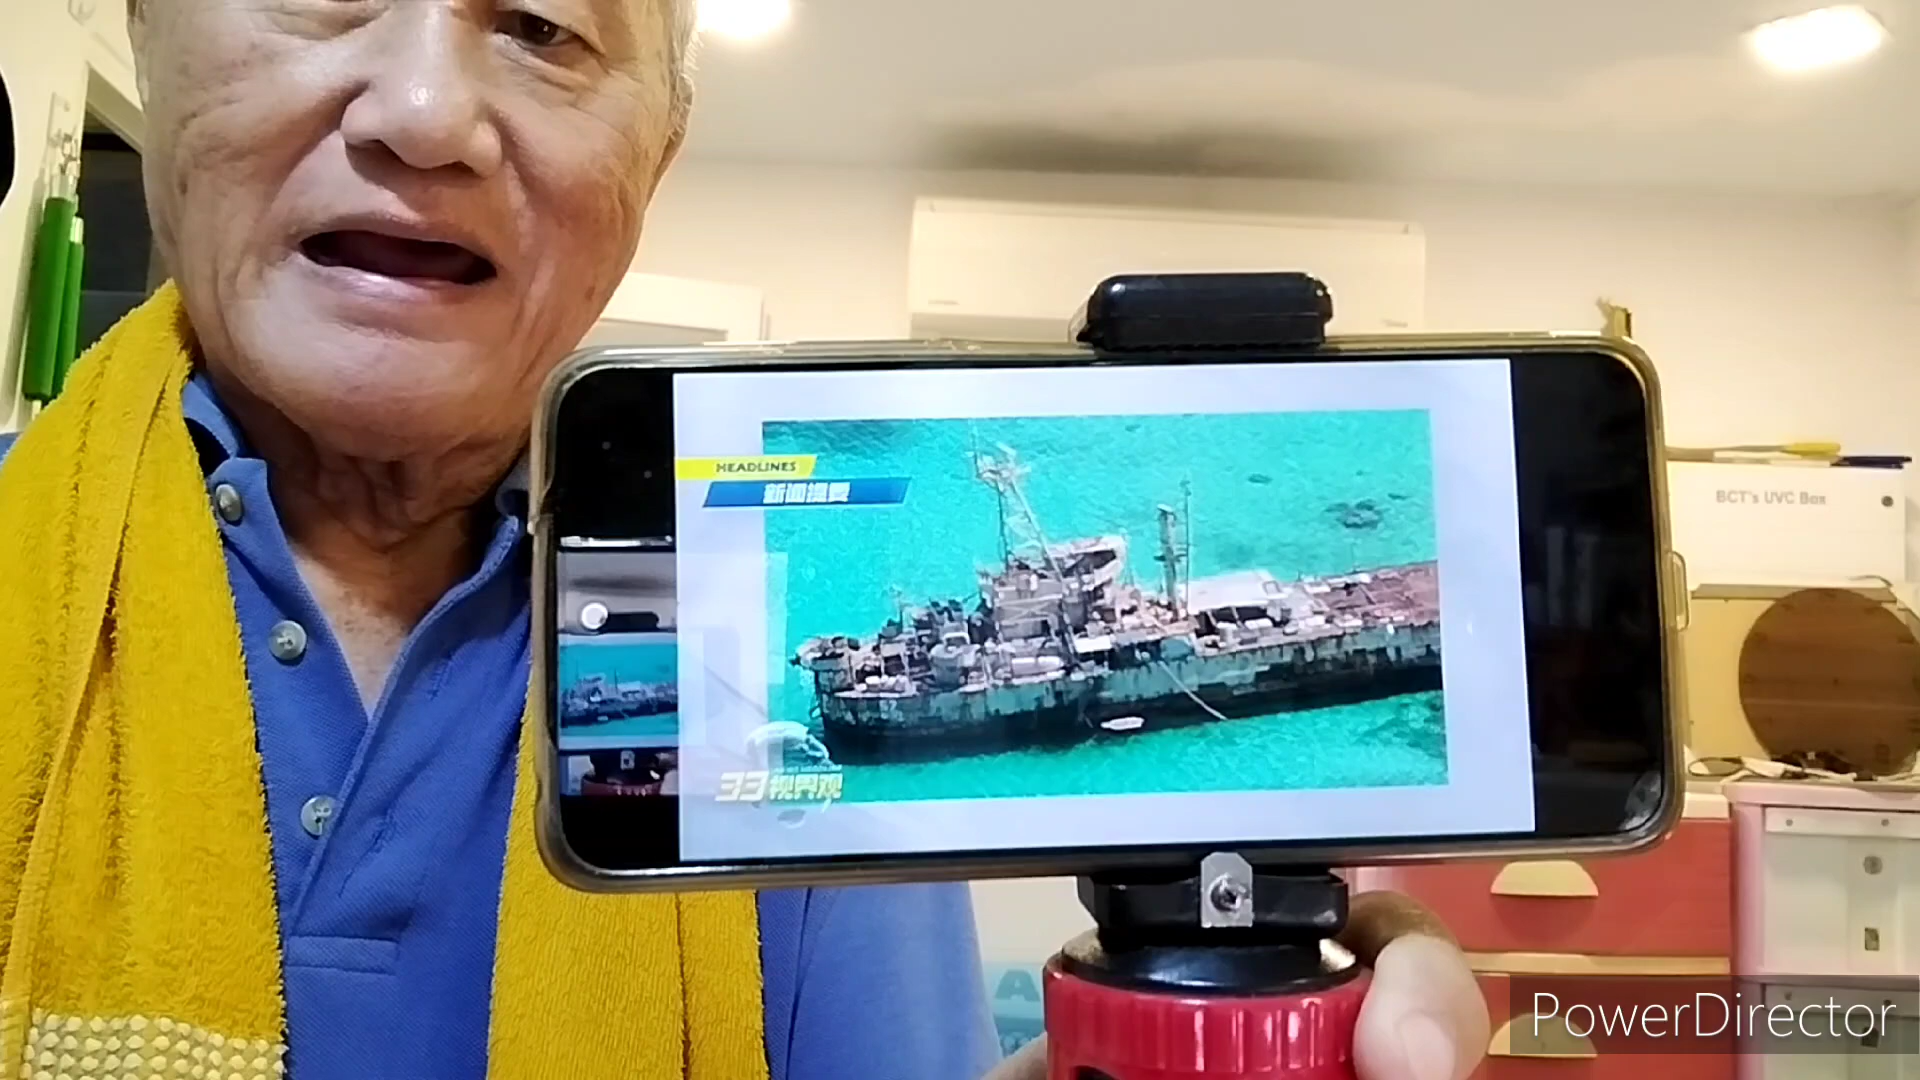 HEADLINES
新闻提要
BCT's UVC Box
33视界观
A
PowerDirector